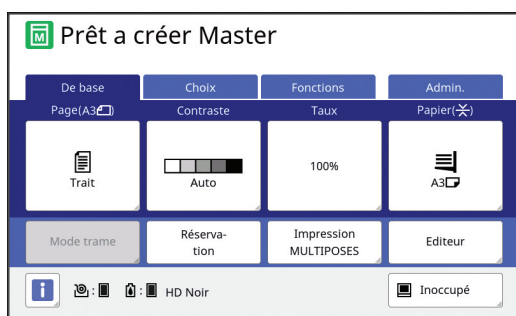 Prêt a créer Master
De base Choix Fonctions Admin.
Page(A3) Contraste Taux Papier( )
Trait Auto 100% A3
Mode trame Réserva-
tion Impression
MULTIPOSES Editeur
i : : HD Noir Inoccupé